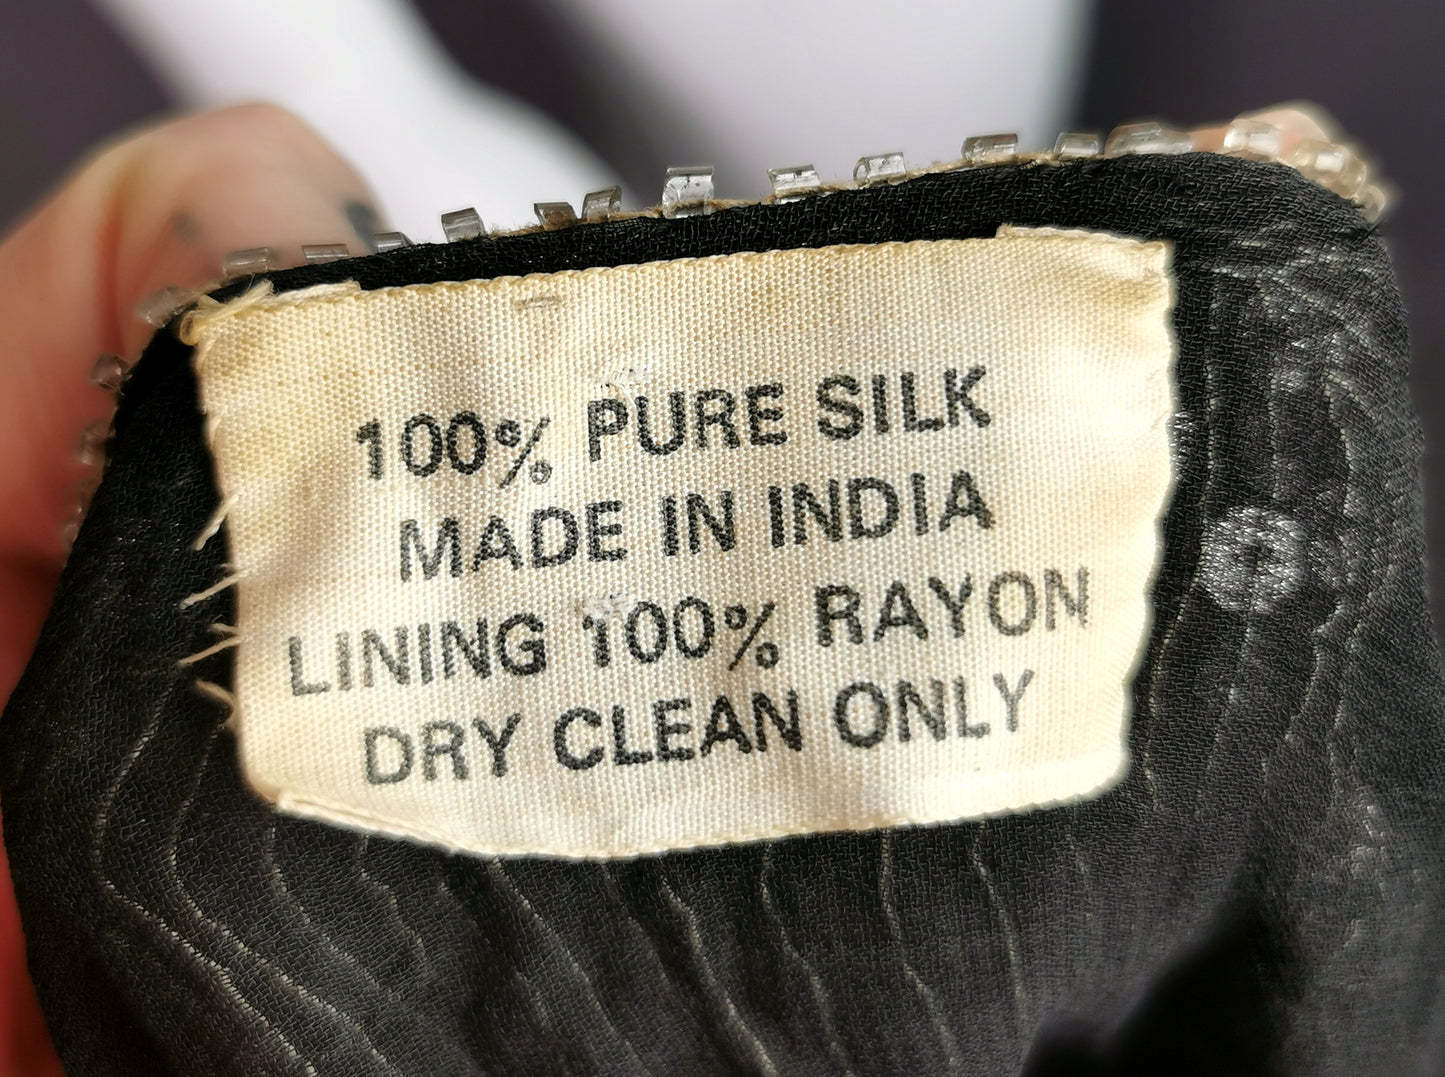 100% PURE SILK
MADE IN INDIA
LINING 100% RAYON
DRY CLEAN ONLY